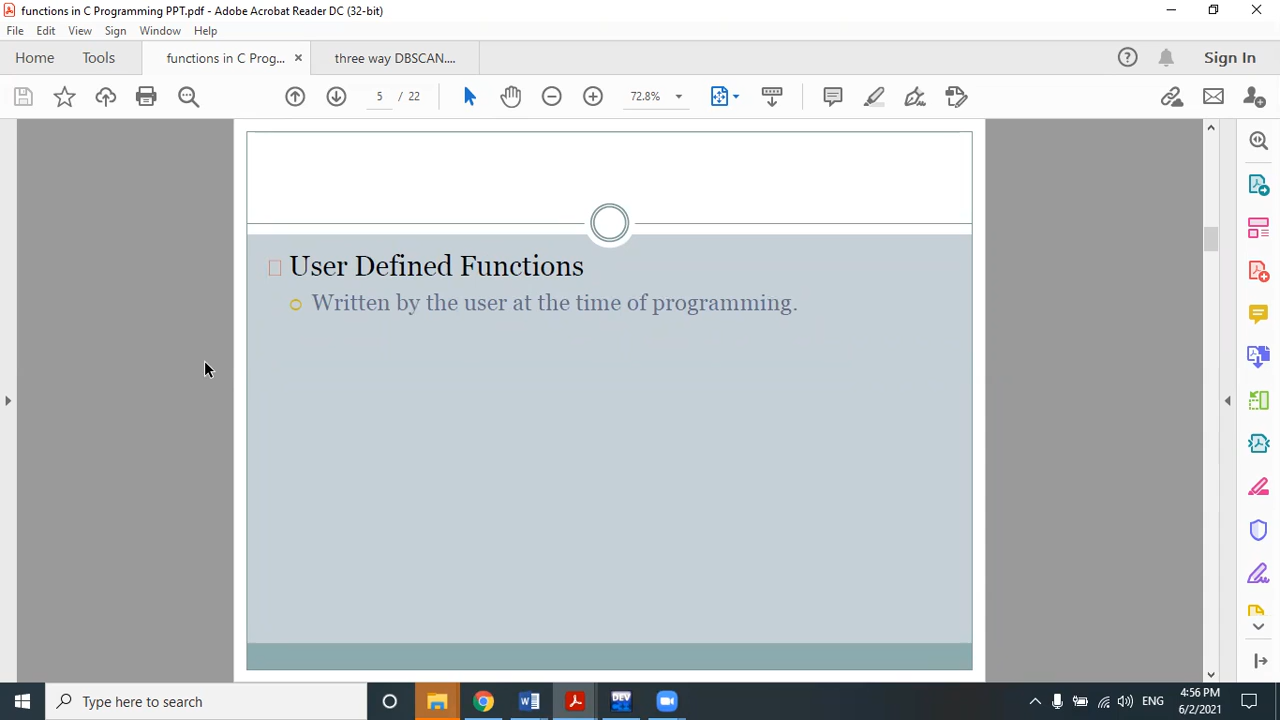 functions in C Programming PPT.pdf - Adobe Acrobat Reader DC (32-bit)
File Edit View Sign Window Help
Home Tools functions in C Prog... × three way DBSCAN.... Sign In
5 / 22 72.8%
User Defined Functions
Written by the user at the time of programming.
Type here to search
DEV
ENG
4:56 PM
6/2/2021